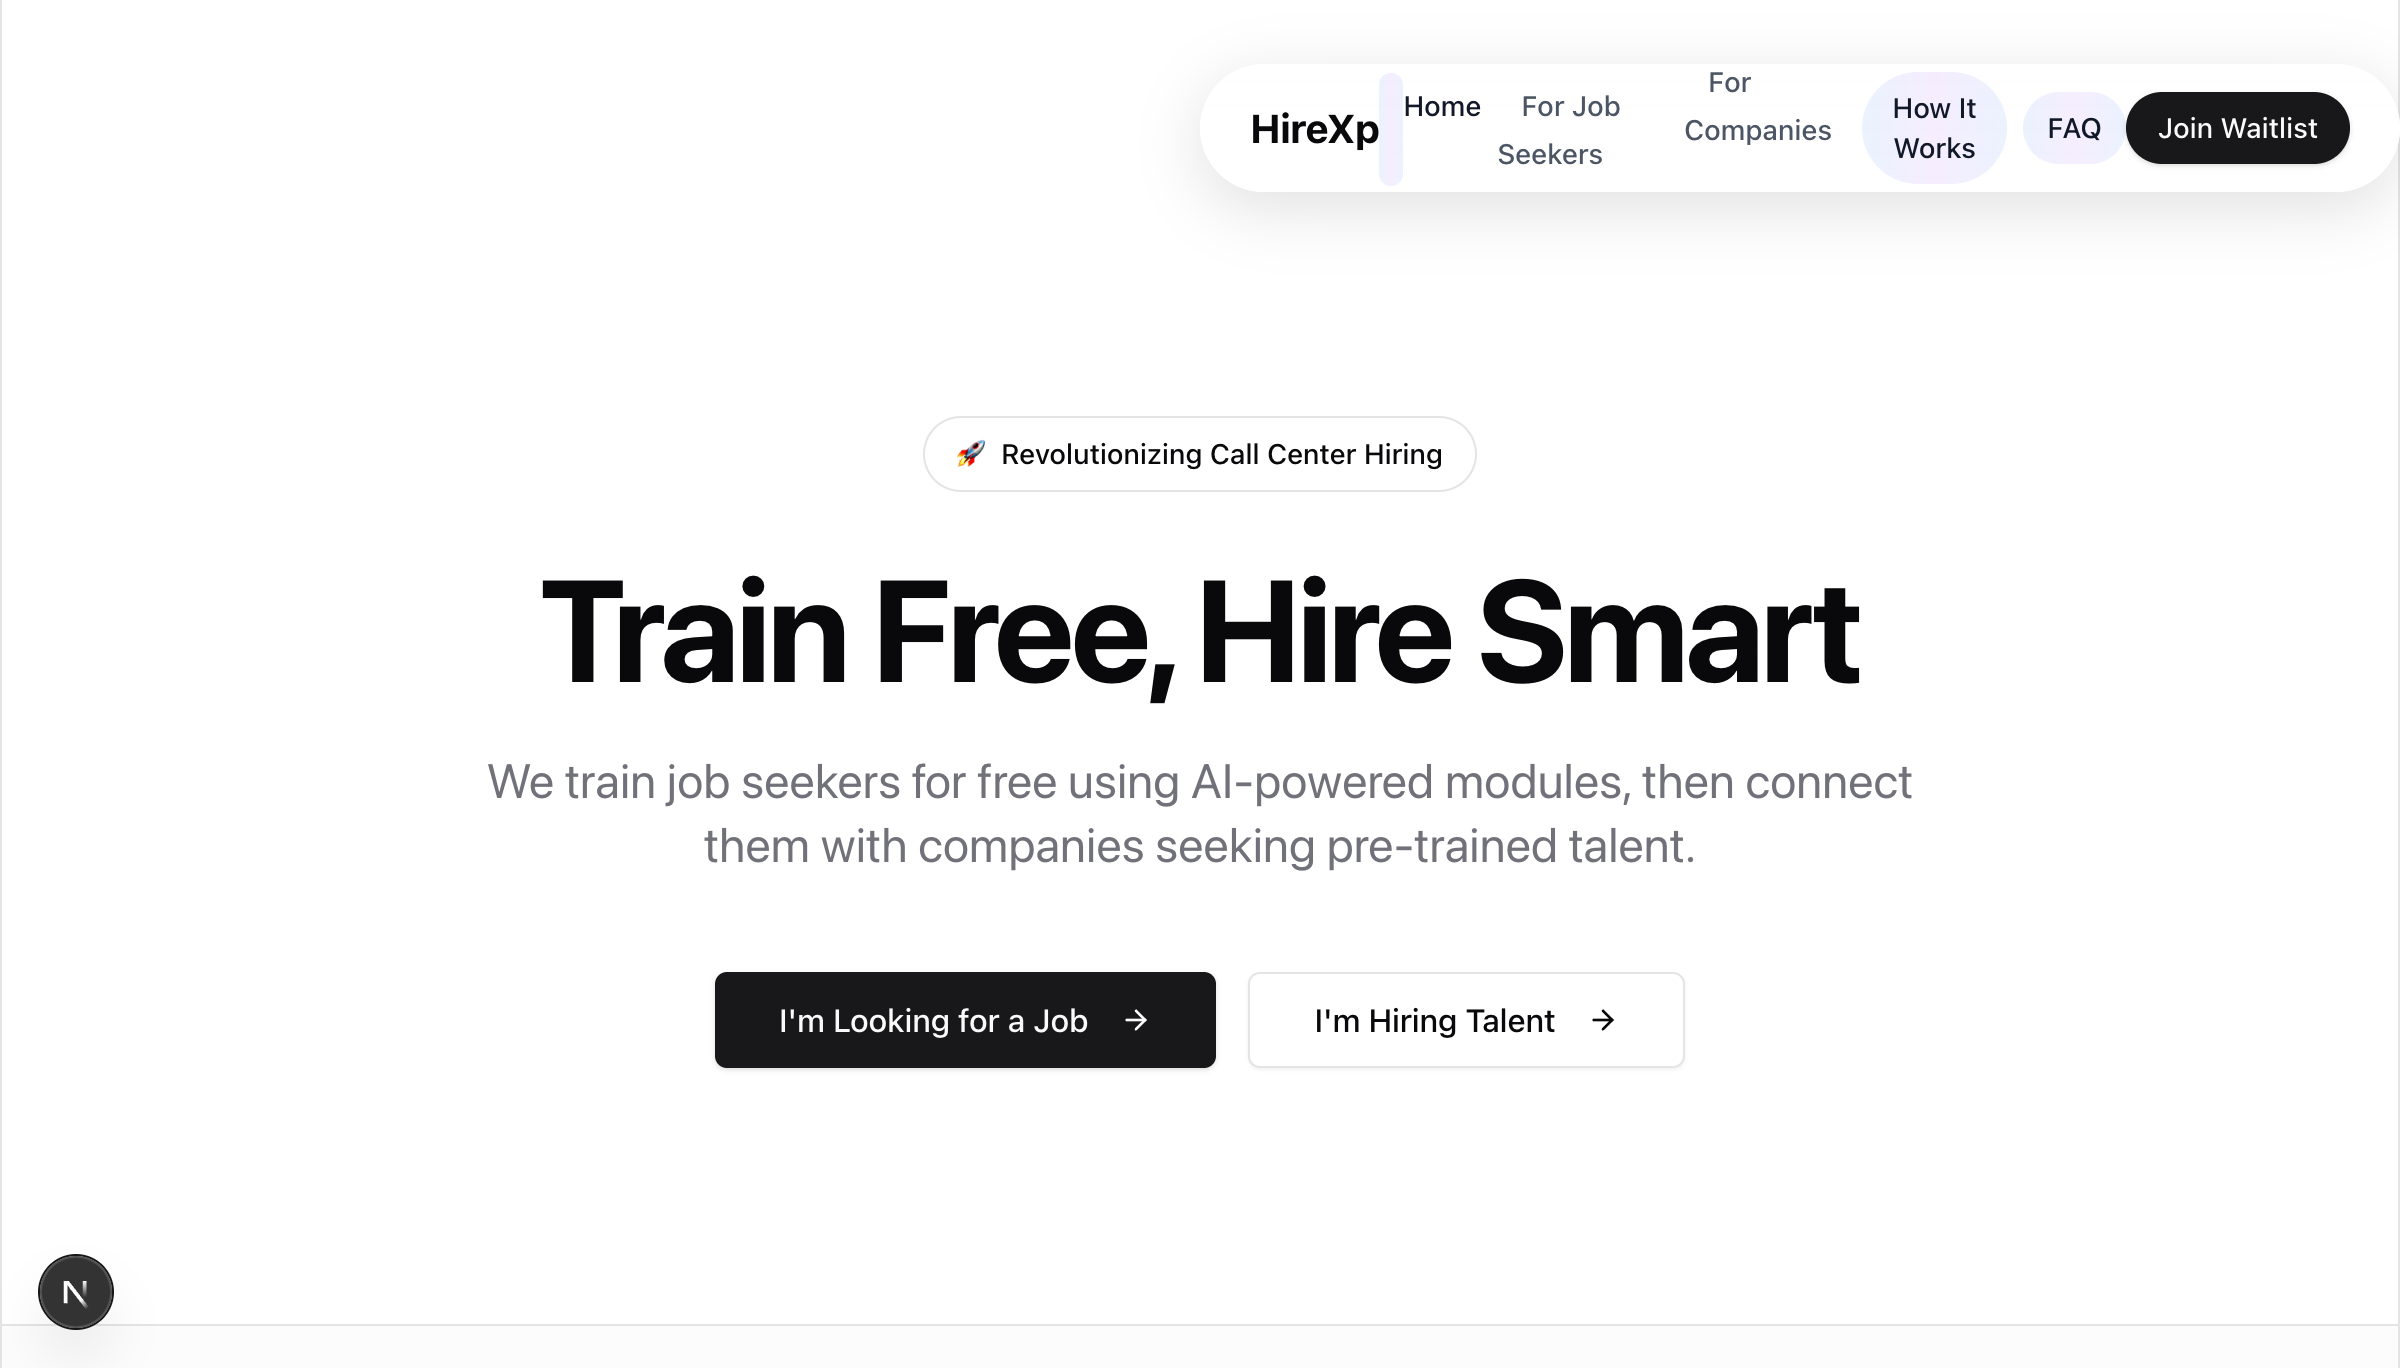 HireXp
Home
For Job
Seekers
For
Companies
How It
Works
FAQ
Join Waitlist
🚀 Revolutionizing Call Center Hiring
Train Free, Hire Smart
We train job seekers for free using AI-powered modules, then connect
them with companies seeking pre-trained talent.
I'm Looking for a Job →
I'm Hiring Talent →
N